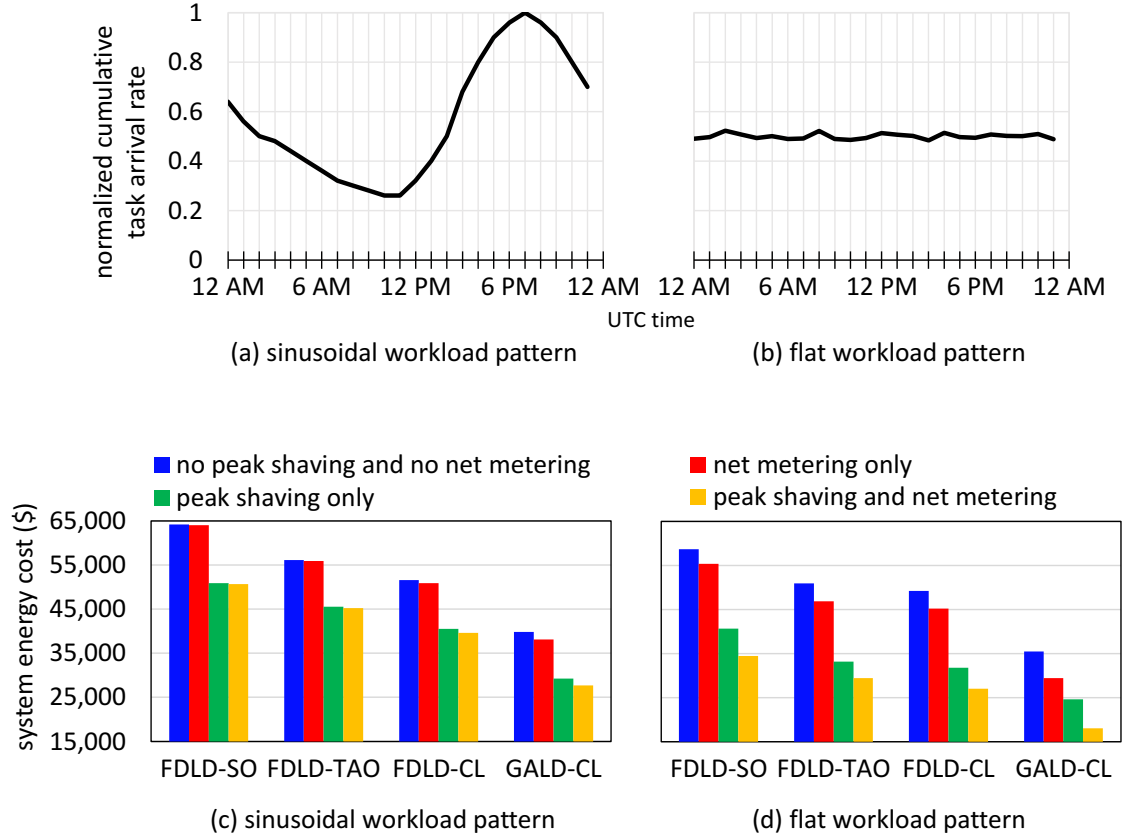 normalized cumulative
task arrival rate
1
0.8
0.6
0.4
0.2
0
12 AM 6 AM 12 PM 6 PM 12 AM
12 AM 6 AM 12 PM 6 PM 12 AM
UTC time
(a) sinusoidal workload pattern
(b) flat workload pattern
no peak shaving and no net metering
net metering only
peak shaving only
peak shaving and net metering
system energy cost ($)
65,000
55,000
45,000
35,000
25,000
15,000
FDLD-SO FDLD-TAO FDLD-CL GALD-CL
FDLD-SO FDLD-TAO FDLD-CL GALD-CL
(c) sinusoidal workload pattern
(d) flat workload pattern